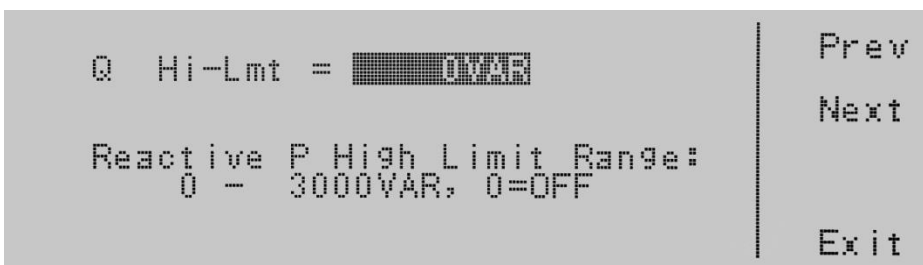 Q Hi-Lmt = 0VAR
Reactive P High Limit Range:
0 - 3000VAR, 0=OFF
Prev
Next
Exit